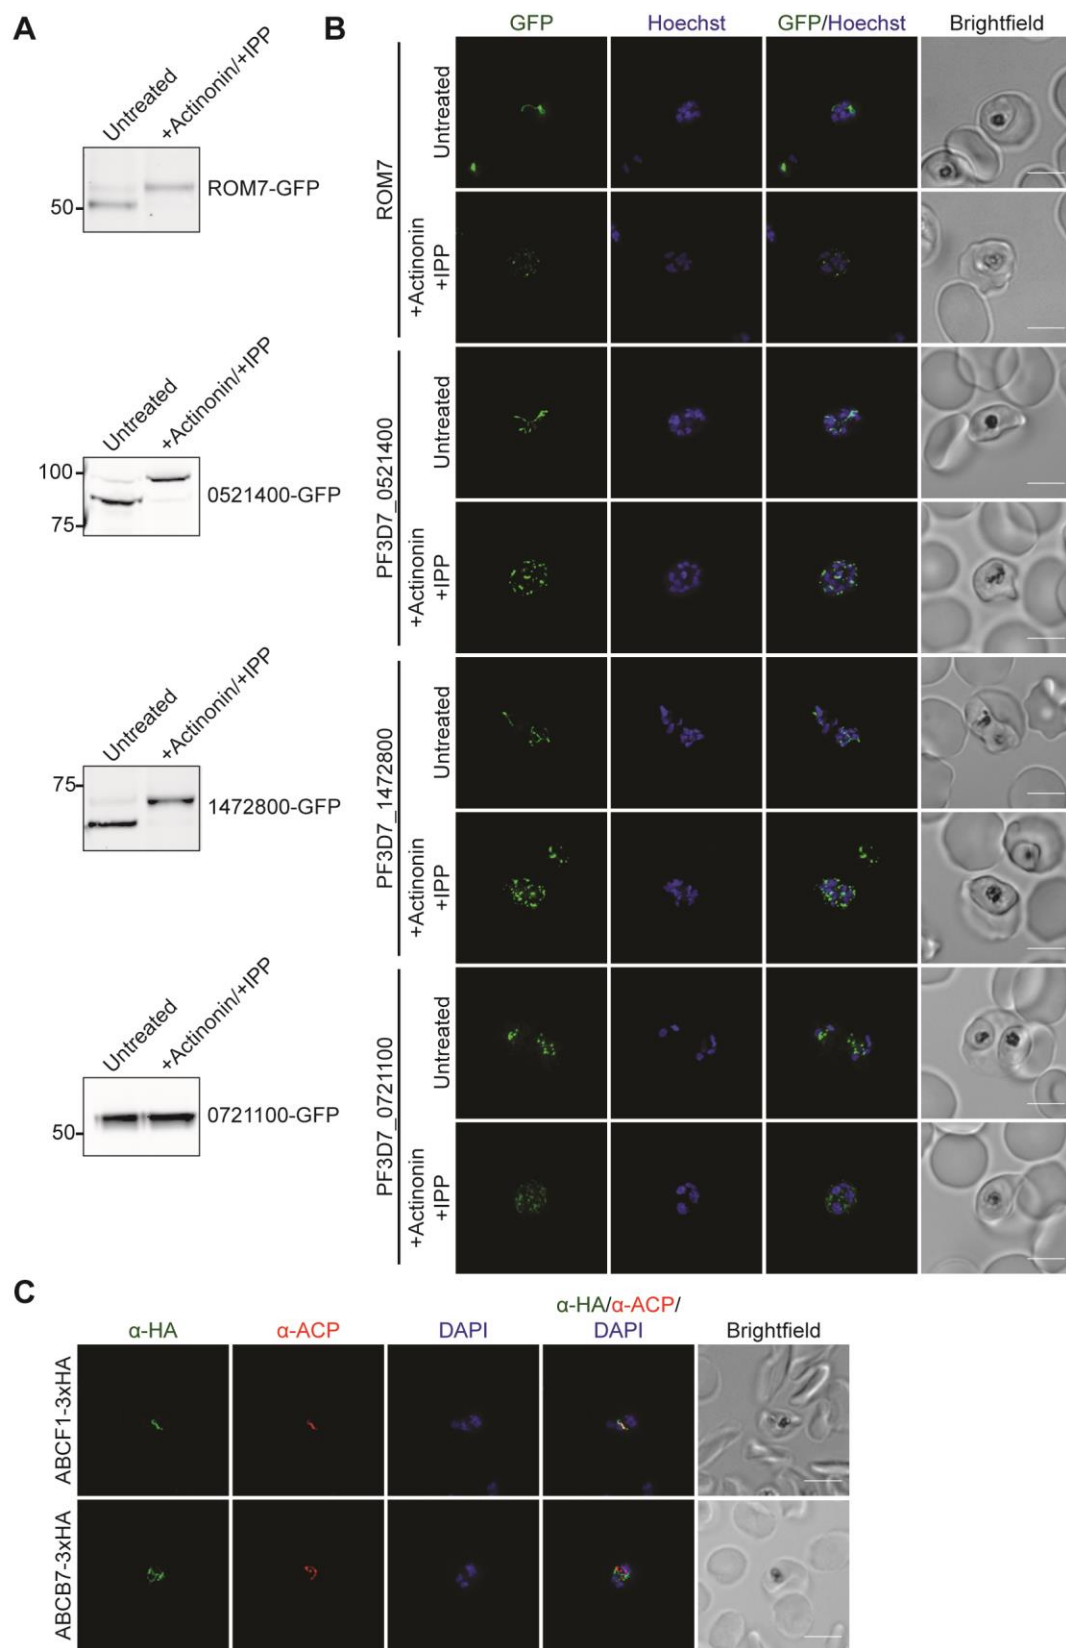 A
Untreated
+Actinonin/+IPP
50
ROM7-GFP
Untreated
+Actinonin/+IPP
100
75
0521400-GFP
Untreated
+Actinonin/+IPP
75
1472800-GFP
Untreated
+Actinonin/+IPP
50
0721100-GFP
B
GFP
Hoechst
GFP/Hoechst
Brightfield
ROM7
Untreated
+Actinonin
+IPP
PF3D7_0521400
Untreated
+Actinonin
+IPP
PF3D7_1472800
Untreated
+Actinonin
+IPP
PF3D7_0721100
Untreated
+Actinonin
+IPP
C
α-HA
α-ACP
DAPI
α-HA/α-ACP/
DAPI
Brightfield
ABCF1-3xHA
ABCB7-3xHA